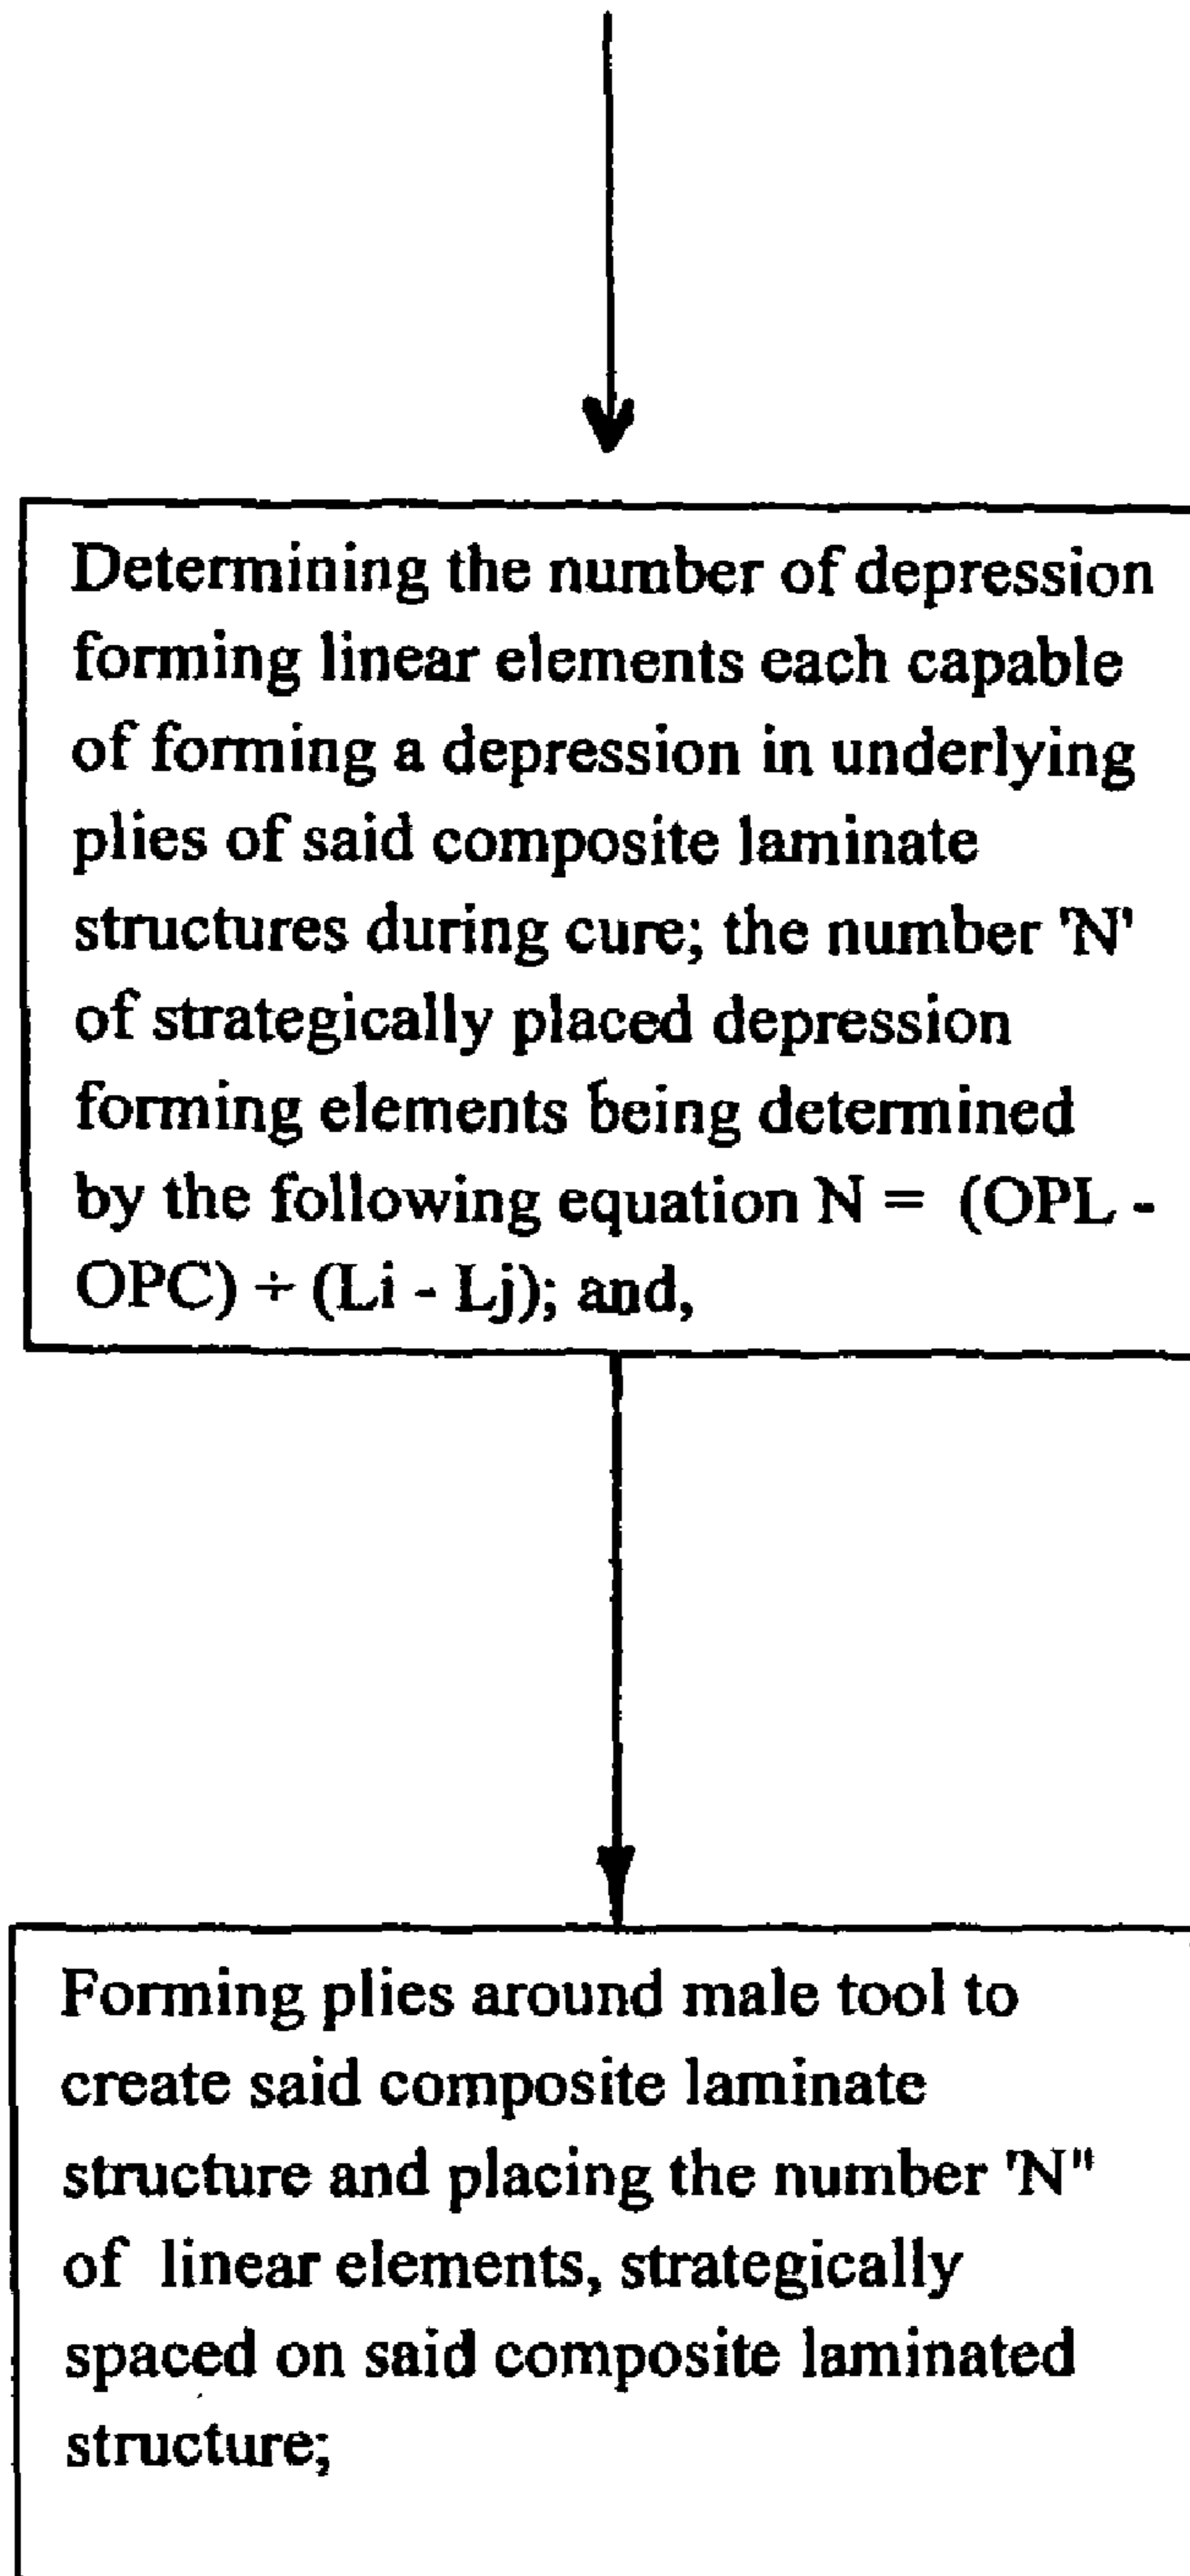 Determining the number of depression
forming linear elements each capable
of forming a depression in underlying
plies of said composite laminate
structures during cure; the number 'N'
of strategically placed depression
forming elements being determined
by the following equation N = (OPL -
OPC) ÷ (Li - Lj); and,
Forming plies around male tool to
create said composite laminate
structure and placing the number 'N"
of linear elements, strategically
spaced on said composite laminated
structure;